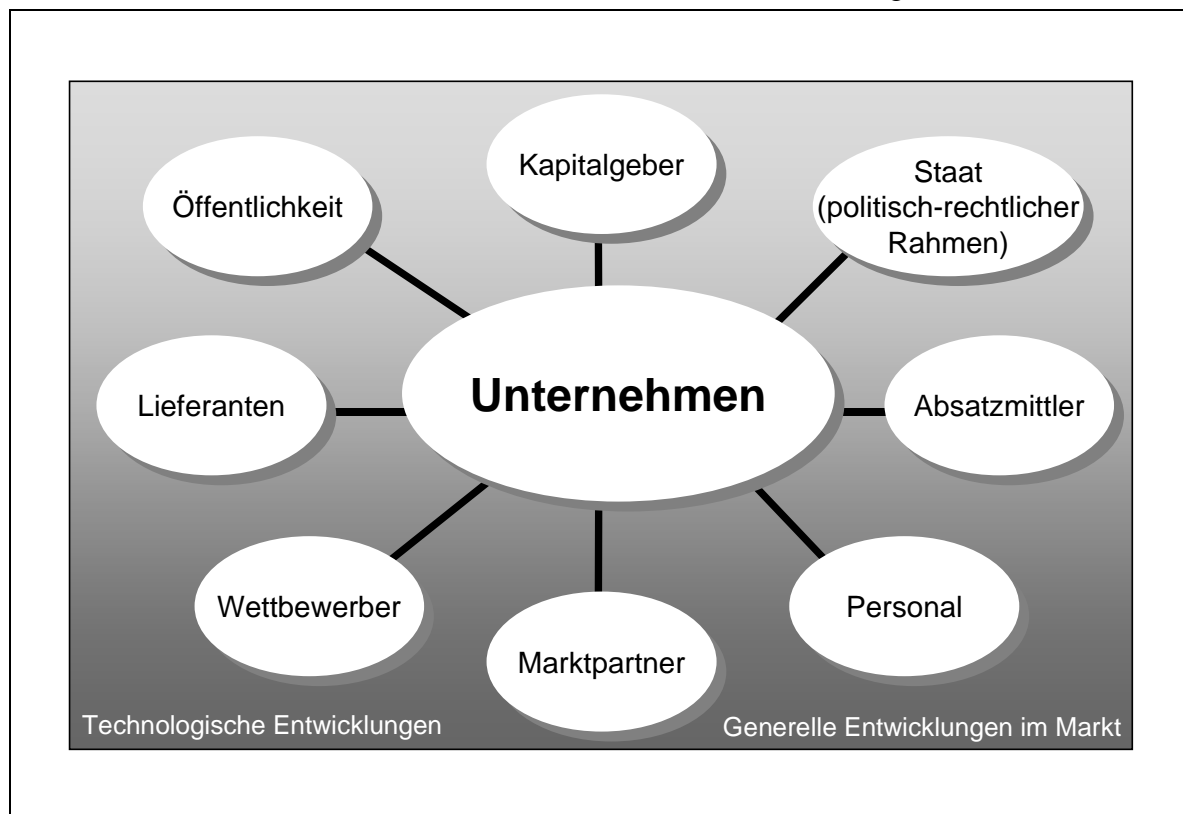 Kapitalgeber
Öffentlichkeit
Staat
(politisch-rechtlicher
Rahmen)
Unternehmen
Lieferanten
Absatzmittler
Wettbewerber
Personal
Marktpartner
Technologische Entwicklungen
Generelle Entwicklungen im Markt